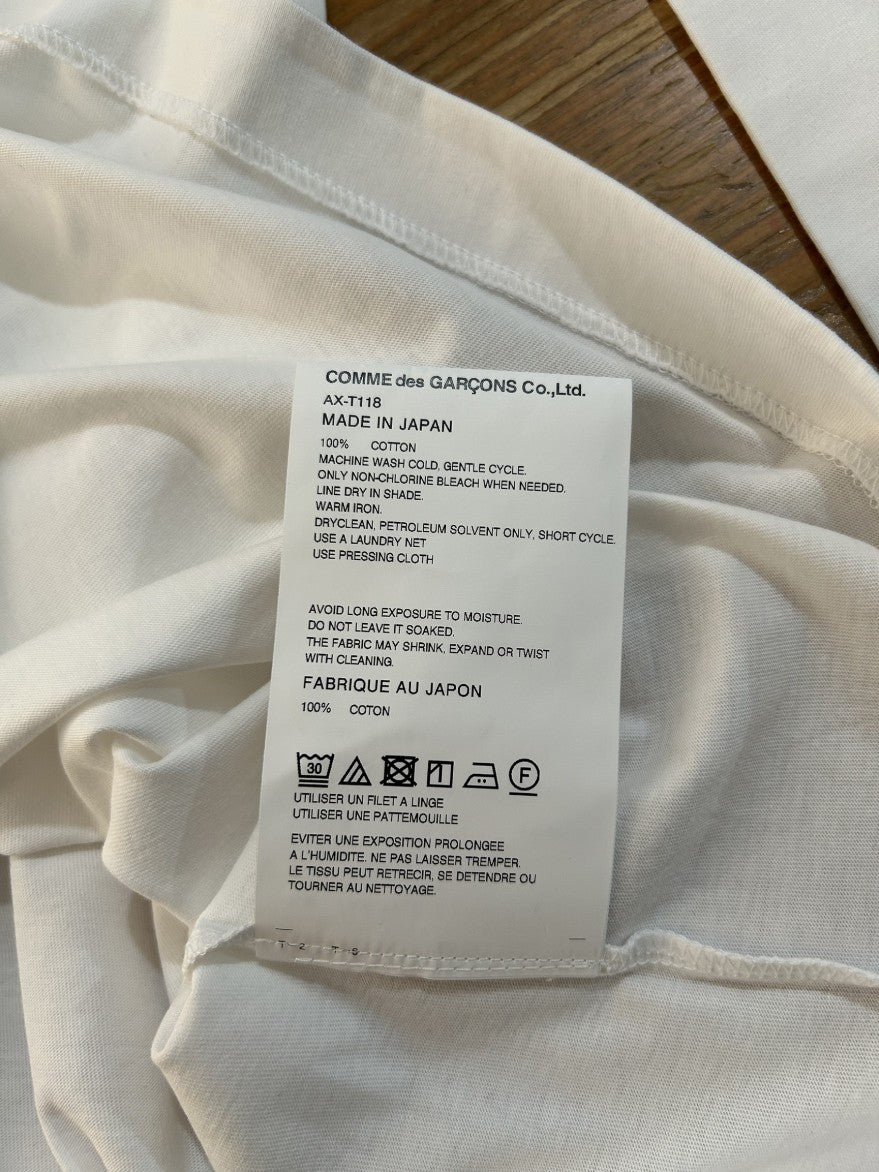 COMME des GARÇONS Co.,Ltd.
AX-T118
MADE IN JAPAN
100% COTTON
MACHINE WASH COLD, GENTLE CYCLE.
ONLY NON-CHLORINE BLEACH WHEN NEEDED.
LINE DRY IN SHADE.
WARM IRON.
DRYCLEAN, PETROLEUM SOLVENT ONLY, SHORT CYCLE.
USE A LAUNDRY NET
USE PRESSING CLOTH
AVOID LONG EXPOSURE TO MOISTURE.
DO NOT LEAVE IT SOAKED.
THE FABRIC MAY SHRINK, EXPAND OR TWIST
WITH CLEANING.
FABRIQUE AU JAPON
100% COTON
30 F
UTILISER UN FILET A LINGE
UTILISER UNE PATTEMOUILLE
EVITER UNE EXPOSITION PROLONGEE
A L'HUMIDITE. NE PAS LAISSER TREMPER.
LE TISSU PEUT RETRECIR, SE DETENDRE OU
TOURNER AU NETTOYAGE.